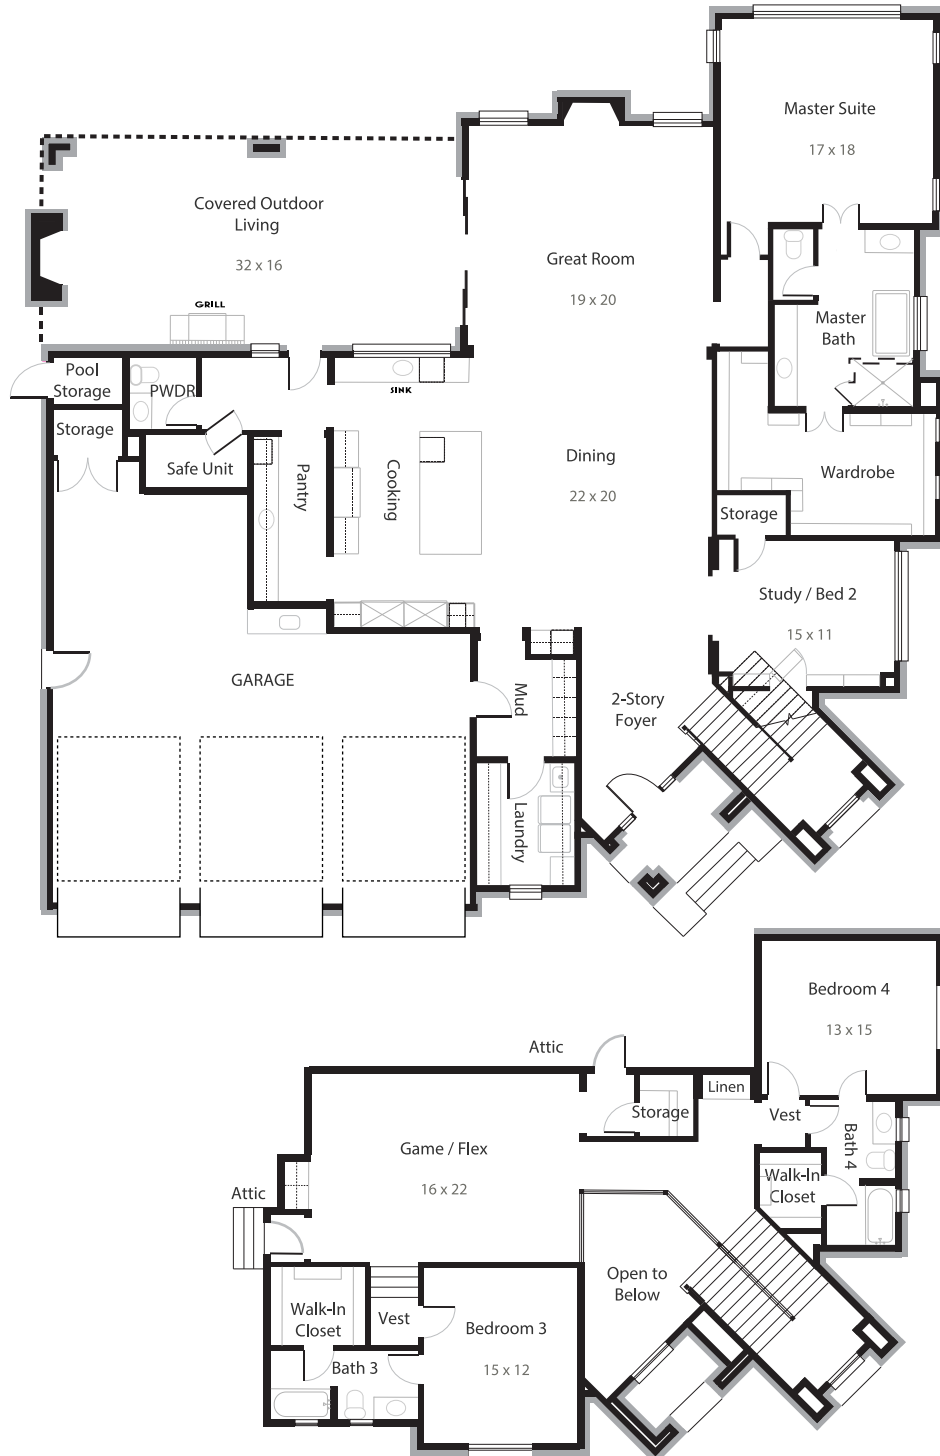 Master Suite
17 x 18
Covered Outdoor
Living
32 x 16
GRILL
Great Room
19 x 20
Master
Bath
Pool
Storage
PWDR
SINK
Storage
Safe Unit
Pantry
Cooking
Dining
22 x 20
Wardrobe
Storage
Study / Bed 2
15 x 11
GARAGE
Mud
2-Story
Foyer
Laundry
Bedroom 4
13 x 15
Attic
Linen
Storage
Vest
Bath 4
Game / Flex
16 x 22
Walk-In
Closet
Attic
Open to
Below
Walk-In
Closet
Vest
Bedroom 3
15 x 12
Bath 3